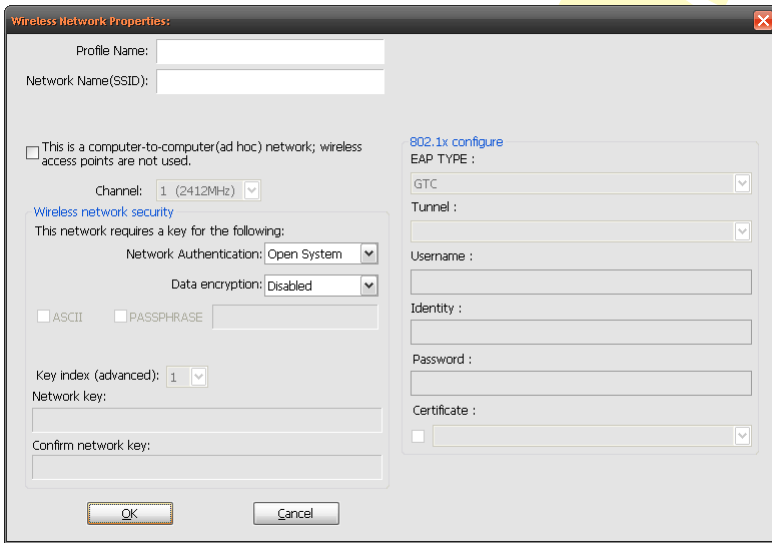 Wireless Network Properties:
Profile Name:
Network Name(SSID):
This is a computer-to-computer(ad hoc) network; wireless
access points are not used.
Channel: 1 (2412MHz)
Wireless network security
This network requires a key for the following:
Network Authentication: Open System
Data encryption: Disabled
ASCII PASSPHRASE
Key index (advanced): 1
Network key:
Confirm network key:
OK Cancel
802.1x configure
EAP TYPE :
GTC
Tunnel :
Username :
Identity :
Password :
Certificate :